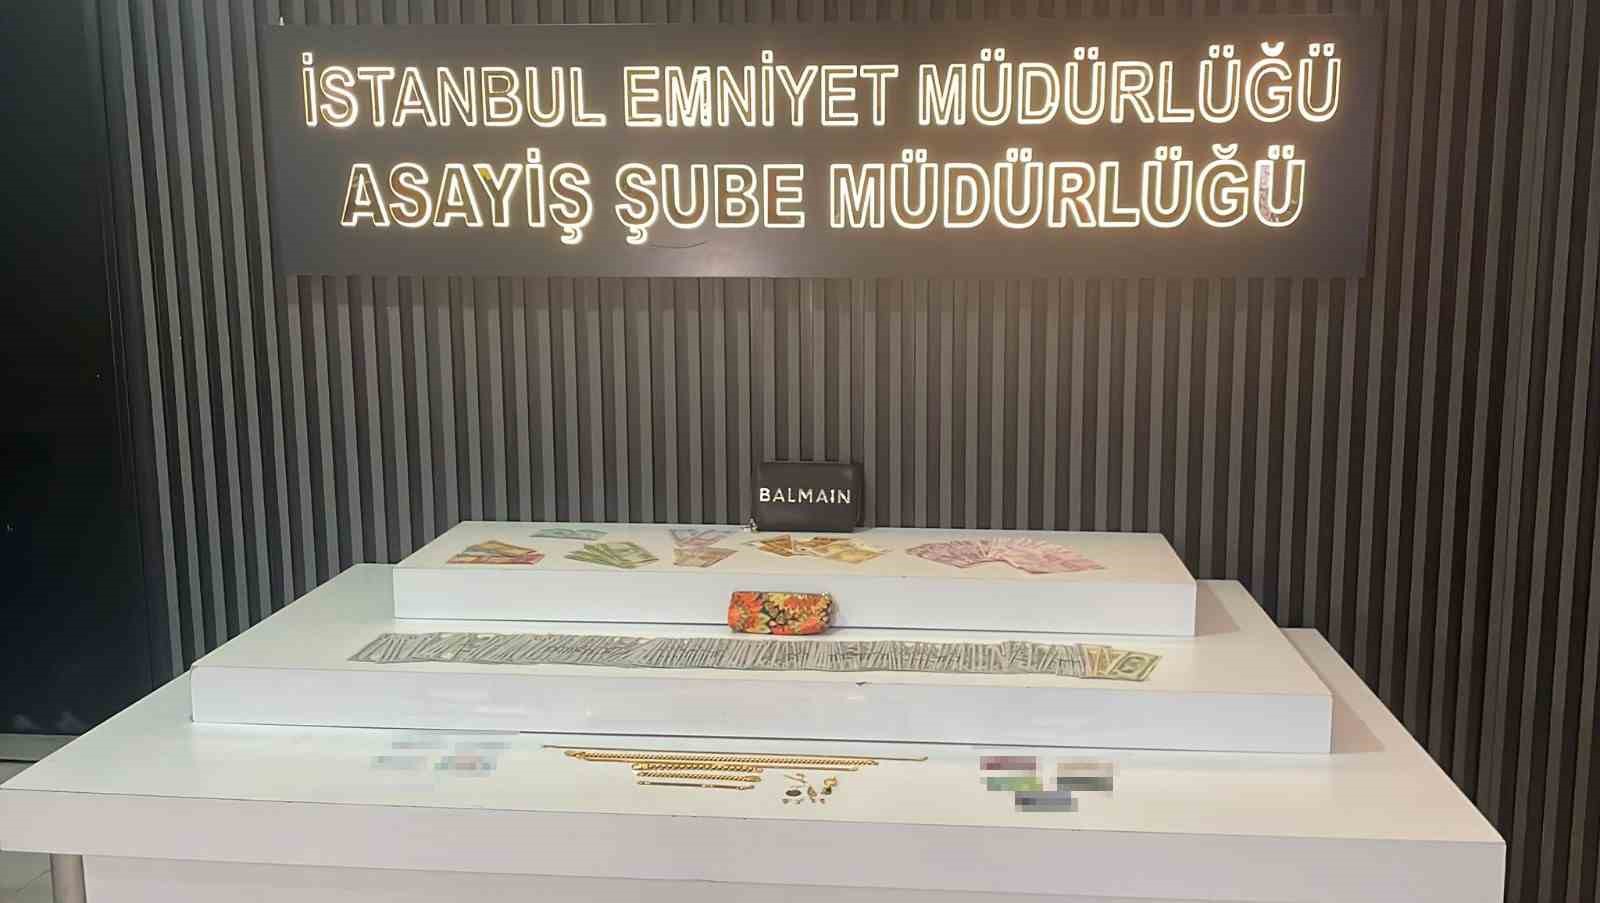 İSTANBUL EMNİYET MÜDÜRLÜĞÜ
ASAYİŞ ŞUBE MÜDÜRLÜĞÜ
BALMAIN